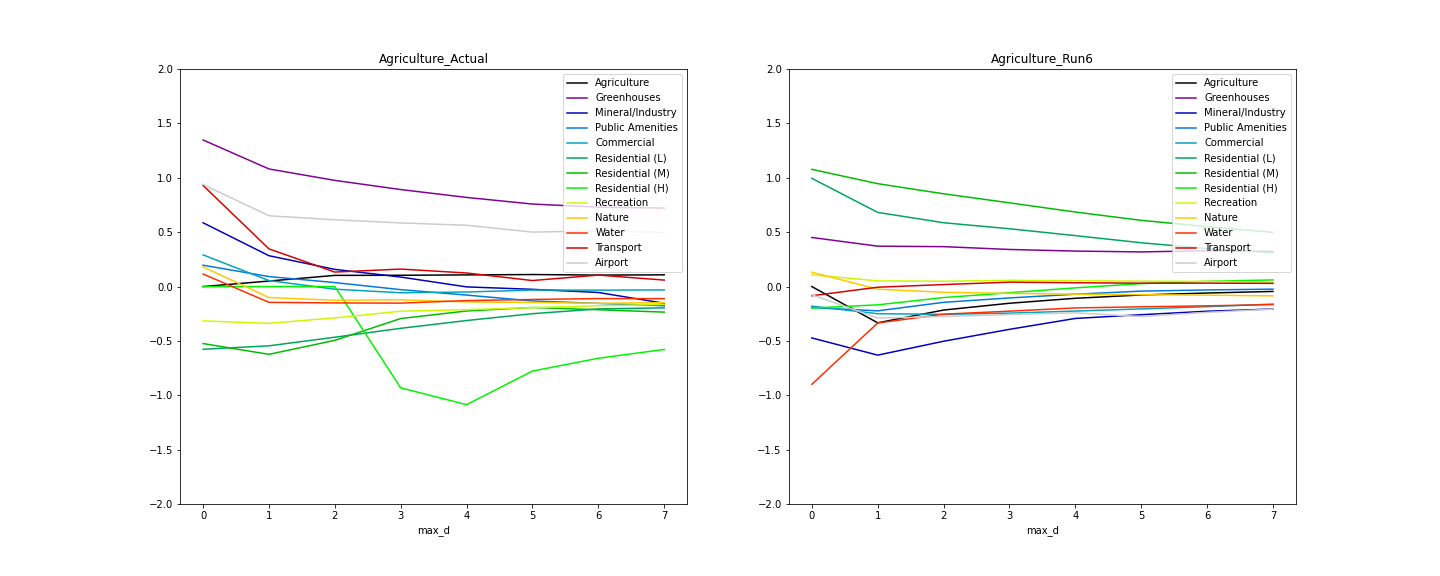 Agriculture_Actual
2.0
1.5
1.0
0.5
0.0
−0.5
−1.0
−1.5
−2.0
0 1 2 3 4 5 6 7
max_d
Agriculture
Greenhouses
Mineral/Industry
Public Amenities
Commercial
Residential (L)
Residential (M)
Residential (H)
Recreation
Nature
Water
Transport
Airport
Agriculture_Run6
2.0
1.5
1.0
0.5
0.0
−0.5
−1.0
−1.5
−2.0
0 1 2 3 4 5 6 7
max_d
Agriculture
Greenhouses
Mineral/Industry
Public Amenities
Commercial
Residential (L)
Residential (M)
Residential (H)
Recreation
Nature
Water
Transport
Airport